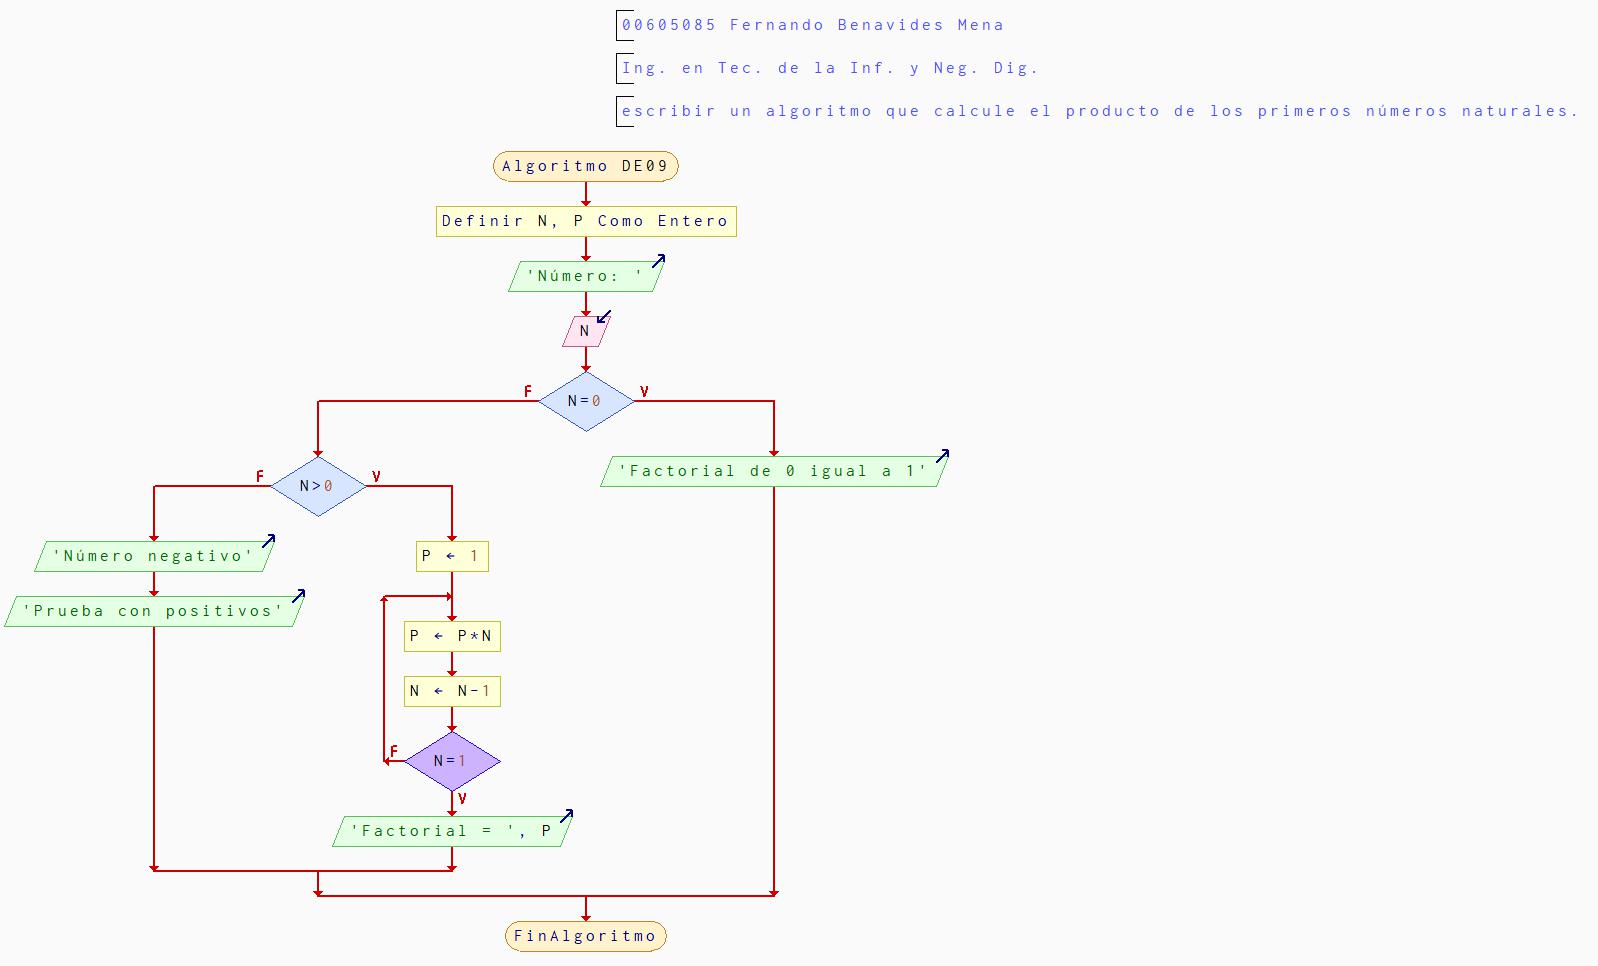 00605085 Fernando Benavides Mena
Ing. en Tec. de la Inf. y Neg. Dig.
escribir un algoritmo que calcule el producto de los primeros números naturales.
Algoritmo DE09
Definir N, P Como Entero
'Número: '
N
F
N=0
V
F
N>0
V
'Factorial de 0 igual a 1'
'Número negativo'
P ← 1
'Prueba con positivos'
P ← P*N
N ← N-1
F
N=1
V
'Factorial = ', P
FinAlgoritmo